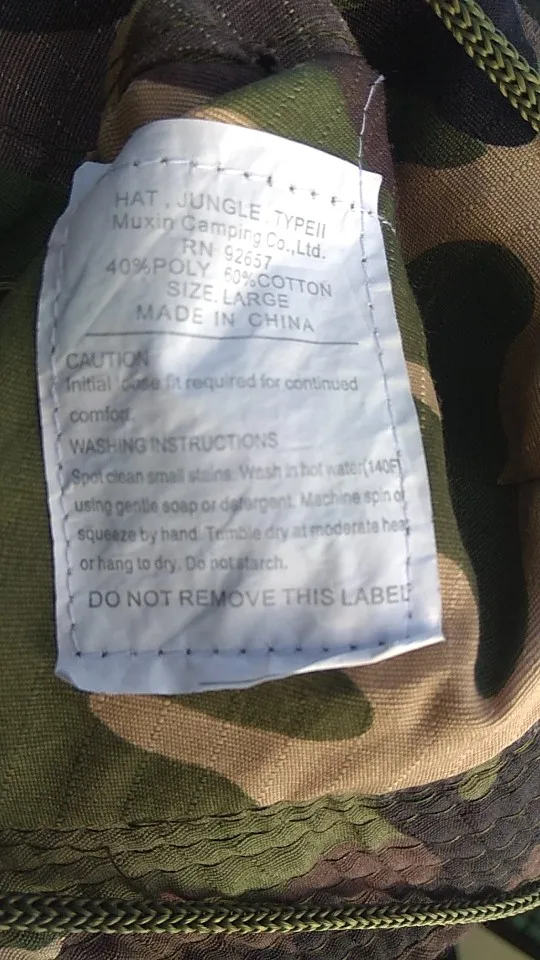 HAT , JUNGLE , TYPEII
Muxin Camping Co.,Ltd.
RN 92657
40%POLY 60%COTTON
SIZE. LARGE
MADE IN CHINA
CAUTION
Initial loose fit required for continued
comfort.
WASHING INSTRUCTIONS
Spot clean small stains. Wash in hot water(140F)
using gentle soap or detergent. Machine spin or
squeeze by hand. Tumble dry at moderate heat
or hang to dry. Do not starch.
DO NOT REMOVE THIS LABEL